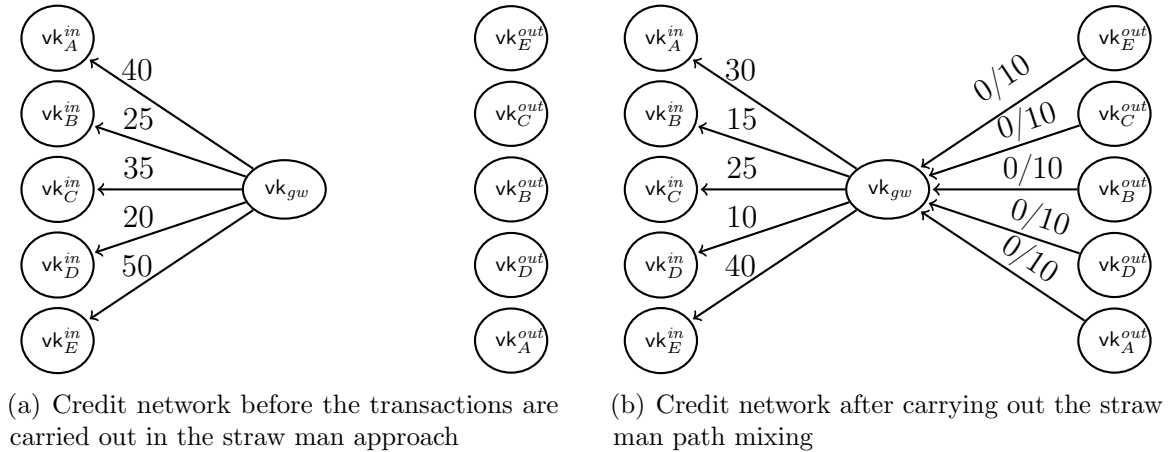 vk_A^in
40
vk_B^in
25
vk_C^in
35
vk_gw
20
vk_D^in
50
vk_E^in
vk_E^out
vk_C^out
vk_B^out
vk_D^out
vk_A^out
(a) Credit network before the transactions are
carried out in the straw man approach
vk_A^in
30
vk_B^in
15
vk_C^in
25
vk_gw
10
vk_D^in
40
vk_E^in
0/10
vk_E^out
0/10
vk_C^out
0/10
vk_B^out
0/10
vk_D^out
0/10
vk_A^out
(b) Credit network after carrying out the straw
man path mixing